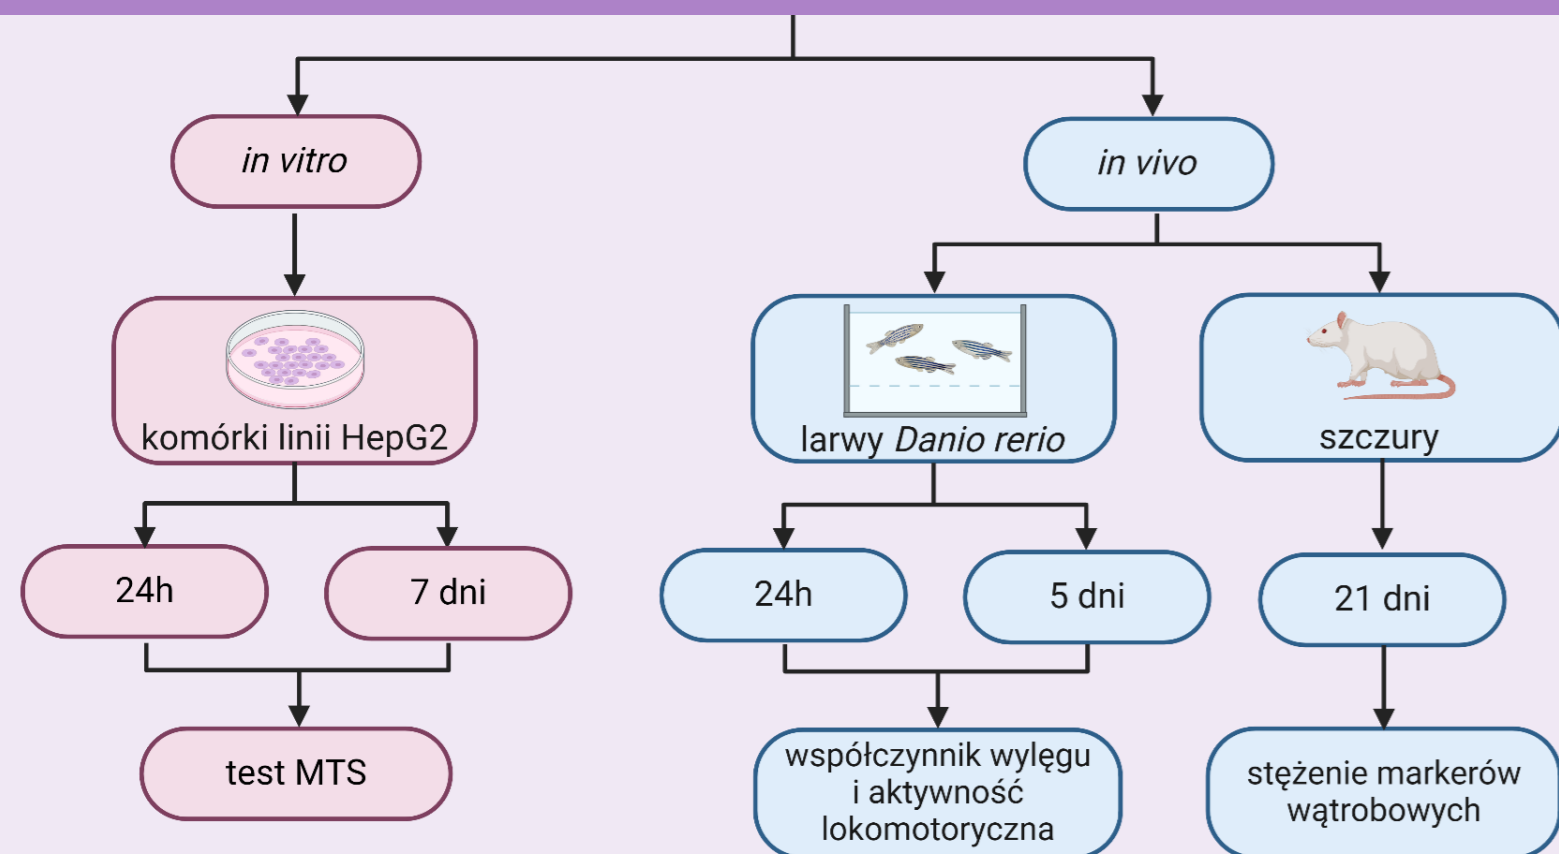 in vitro
in vivo
komórki linii HepG2
larwy Danio rerio
szczury
24h
7 dni
24h
5 dni
21 dni
test MTS
współczynnik wylęgu
i aktywność
lokomotoryczna
stężenie markerów
wątrobowych